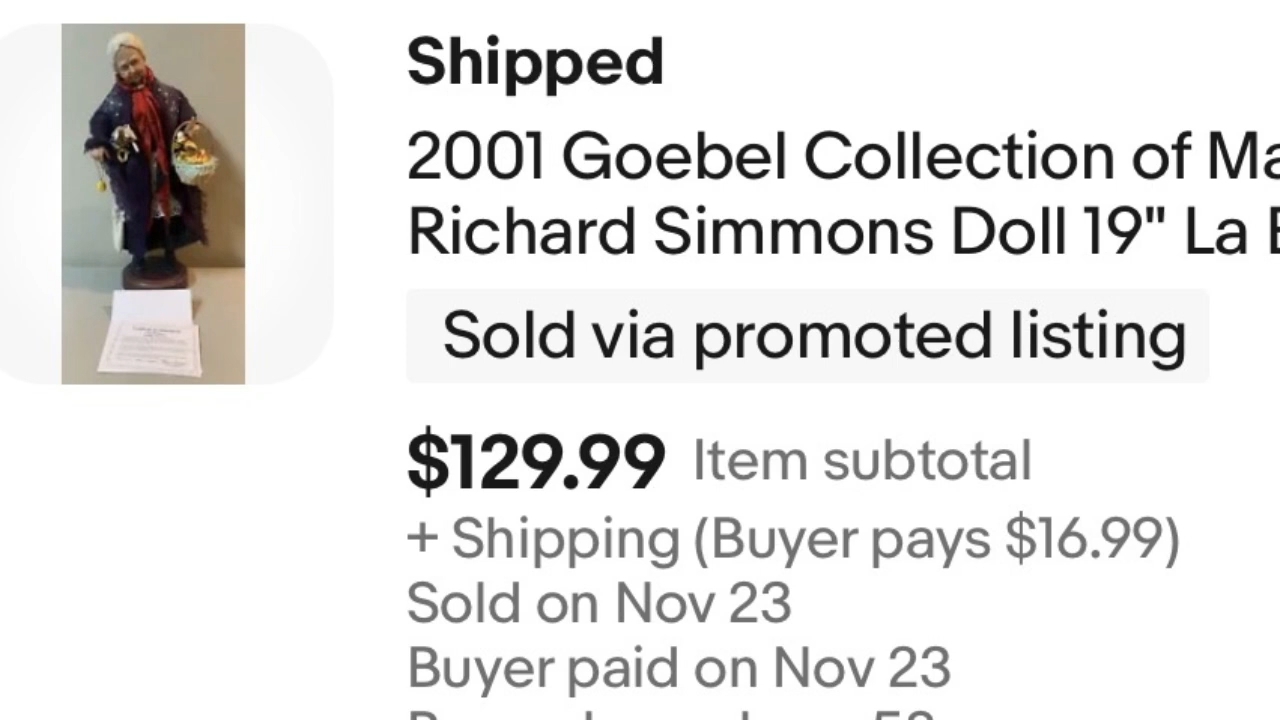 Shipped
2001 Goebel Collection of Ma
Richard Simmons Doll 19" La
Sold via promoted listing
$129.99 Item subtotal
+ Shipping (Buyer pays $16.99)
Sold on Nov 23
Buyer paid on Nov 23